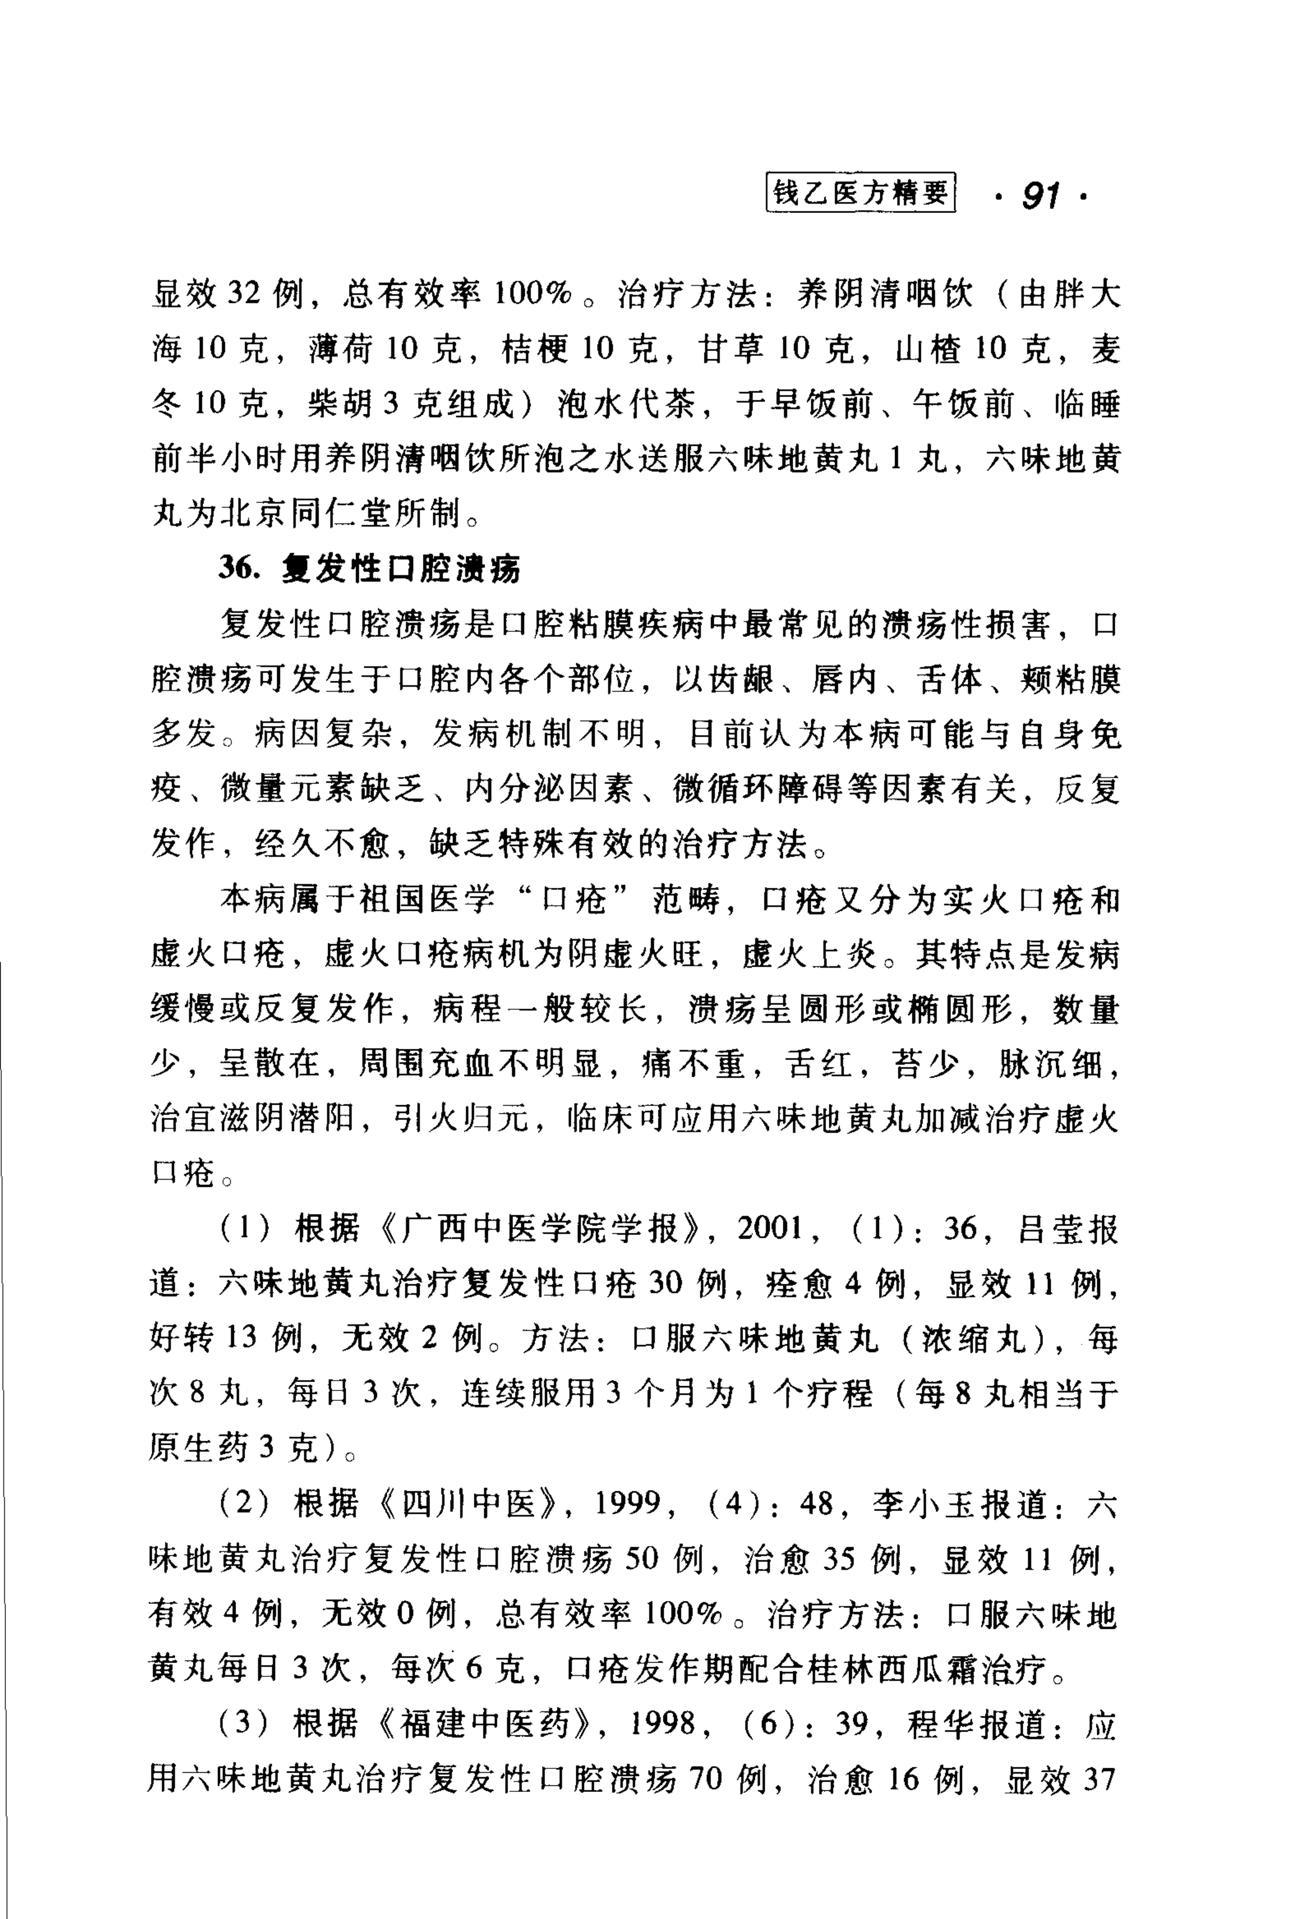 钱乙医方精要 · 91 ·
显效 32 例，总有效率 100%。治疗方法：养阴清咽饮（由胖大
海 10 克，薄荷 10 克，桔梗 10 克，甘草 10 克，山楂 10 克，麦
冬 10 克，柴胡 3 克组成）泡水代茶，于早饭前、午饭前、临睡
前半小时用养阴清咽饮所泡之水送服六味地黄丸 1 丸，六味地黄
丸为北京同仁堂所制。
36. 复发性口腔溃疡
复发性口腔溃疡是口腔粘膜疾病中最常见的溃疡性损害，口
腔溃疡可发生于口腔内各个部位，以齿龈、唇内、舌体、颊粘膜
多发。病因复杂，发病机制不明，目前认为本病可能与自身免
疫、微量元素缺乏、内分泌因素、微循环障碍等因素有关，反复
发作，经久不愈，缺乏特殊有效的治疗方法。
本病属于祖国医学“口疮”范畴，口疮又分为实火口疮和
虚火口疮，虚火口疮病机为阴虚火旺，虚火上炎。其特点是发病
缓慢或反复发作，病程一般较长，溃疡呈圆形或椭圆形，数量
少，呈散在，周围充血不明显，痛不重，舌红，苔少，脉沉细，
治宜滋阴潜阳，引火归元，临床可应用六味地黄丸加减治疗虚火
口疮。
（1）根据《广西中医学院学报》，2001，（1）：36，吕莹报
道：六味地黄丸治疗复发性口疮 30 例，痊愈 4 例，显效 11 例，
好转 13 例，无效 2 例。方法：口服六味地黄丸（浓缩丸），每
次 8 丸，每日 3 次，连续服用 3 个月为 1 个疗程（每 8 丸相当于
原生药 3 克）。
（2）根据《四川中医》，1999，（4）：48，李小玉报道：六
味地黄丸治疗复发性口腔溃疡 50 例，治愈 35 例，显效 11 例，
有效 4 例，无效 0 例，总有效率 100%。治疗方法：口服六味地
黄丸每日 3 次，每次 6 克，口疮发作期配合桂林西瓜霜治疗。
（3）根据《福建中医药》，1998，（6）：39，程华报道：应
用六味地黄丸治疗复发性口腔溃疡 70 例，治愈 16 例，显效 37